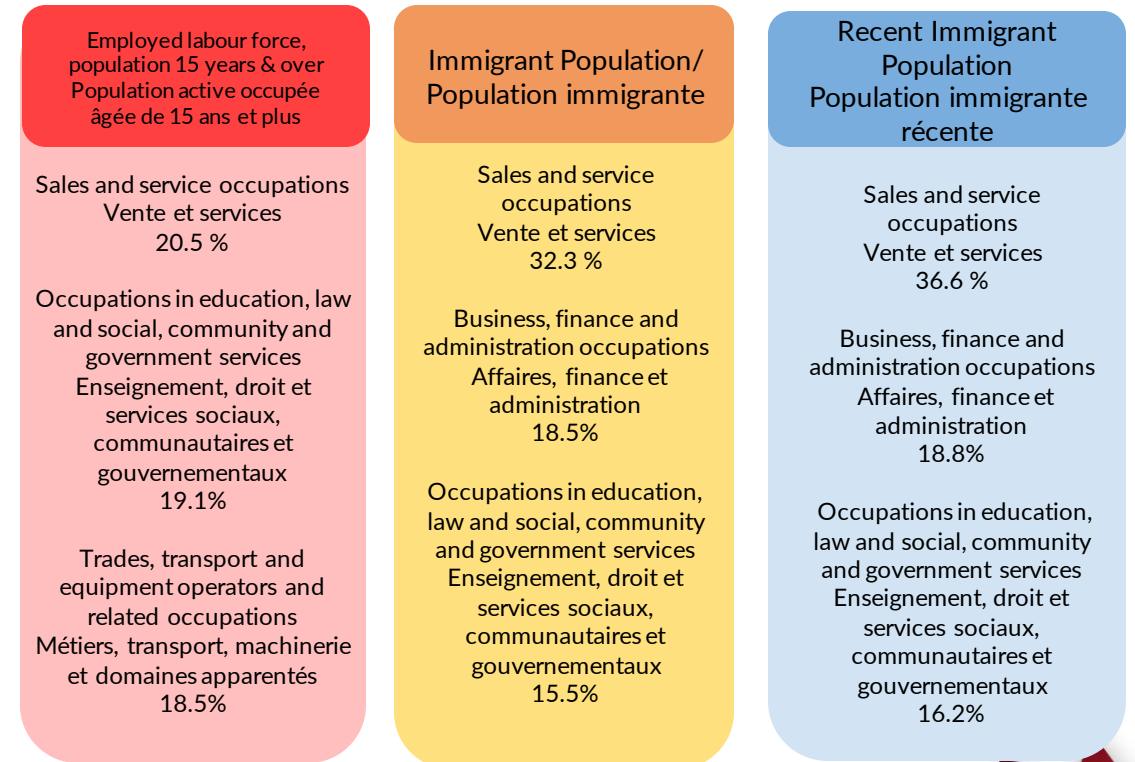 Employed labour force,
population 15 years & over
Population active occupée
âgée de 15 ans et plus
Sales and service occupations
Vente et services
20.5 %
Occupations in education, law
and social, community and
government services
Enseignement, droit et
services sociaux,
communautaires et
gouvernementaux
19.1%
Trades, transport and
equipment operators and
related occupations
Métiers, transport, machinerie
et domaines apparentés
18.5%
Immigrant Population/
Population immigrante
Sales and service
occupations
Vente et services
32.3 %
Business, finance and
administration occupations
Affaires, finance et
administration
18.5%
Occupations in education,
law and social, community
and government services
Enseignement, droit et
services sociaux,
communautaires et
gouvernementaux
15.5%
Recent Immigrant
Population
Population immigrante
récente
Sales and service
occupations
Vente et services
36.6 %
Business, finance and
administration occupations
Affaires, finance et
administration
18.8%
Occupations in education,
law and social, community
and government services
Enseignement, droit et
services sociaux,
communautaires et
gouvernementaux
16.2%